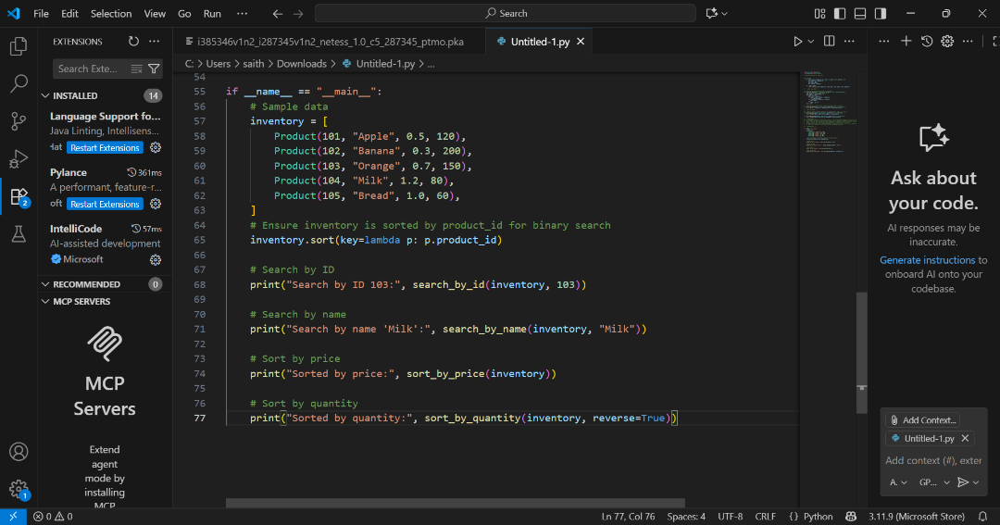 File Edit Selection View Go Run ··· Search
EXTENSIONS
Search Exte...
INSTALLED 14
Language Support fo...
Java Linting, Intellisens...
Restart Extensions
Pylance 361ms
A performant, feature-r...
oft Restart Extensions
IntelliCode 57ms
AI-assisted development
Microsoft
RECOMMENDED 0
MCP SERVERS
MCP
Servers
Extend
agent
mode by
installing
MCP
2
1
i385346v1n2_i287345v1n2_netess_1.0_c5_287345_ptmo.pka Untitled-1.py
C: > Users > saith > Downloads > Untitled-1.py > ...
54
55 if __name__ == "__main__":
56 # Sample data
57 inventory = [
58 Product(101, "Apple", 0.5, 120),
59 Product(102, "Banana", 0.3, 200),
60 Product(103, "Orange", 0.7, 150),
61 Product(104, "Milk", 1.2, 80),
62 Product(105, "Bread", 1.0, 60),
63 ]
64 # Ensure inventory is sorted by product_id for binary search
65 inventory.sort(key=lambda p: p.product_id)
66
67 # Search by ID
68 print("Search by ID 103:", search_by_id(inventory, 103))
69
70 # Search by name
71 print("Search by name 'Milk':", search_by_name(inventory, "Milk"))
72
73 # Sort by price
74 print("Sorted by price:", sort_by_price(inventory))
75
76 # Sort by quantity
77 print("Sorted by quantity:", sort_by_quantity(inventory, reverse=True))
Ask about
your code.
AI responses may be
inaccurate.
Generate instructions to
onboard AI onto your
codebase.
Add Context...
Untitled-1.py
Add context (#), exter
A. GP...
0 0 Ln 77, Col 76 Spaces: 4 UTF-8 CRLF {} Python 3.11.9 (Microsoft Store)